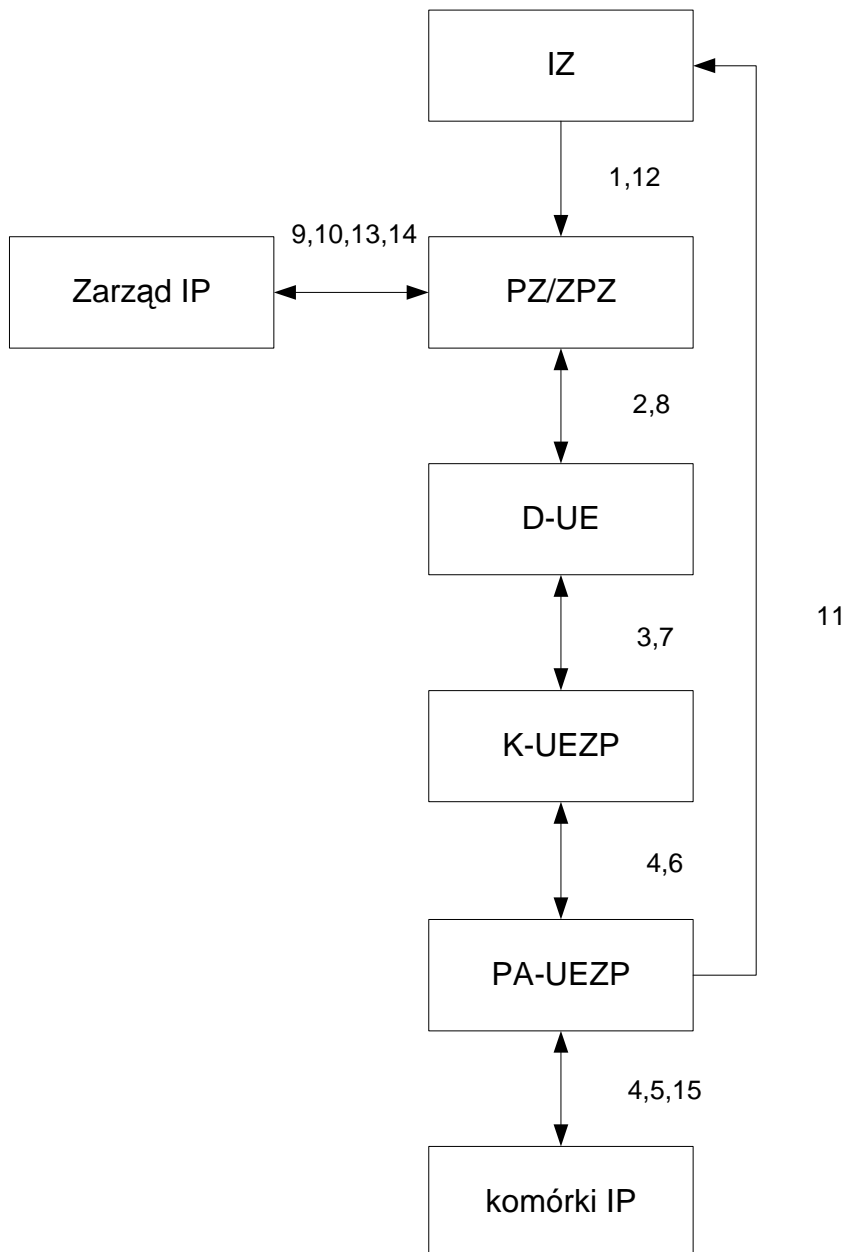 IZ
1,12
9,10,13,14
Zarząd IP
PZ/ZPZ
2,8
D-UE
3,7
11
K-UEZP
4,6
PA-UEZP
4,5,15
komórki IP